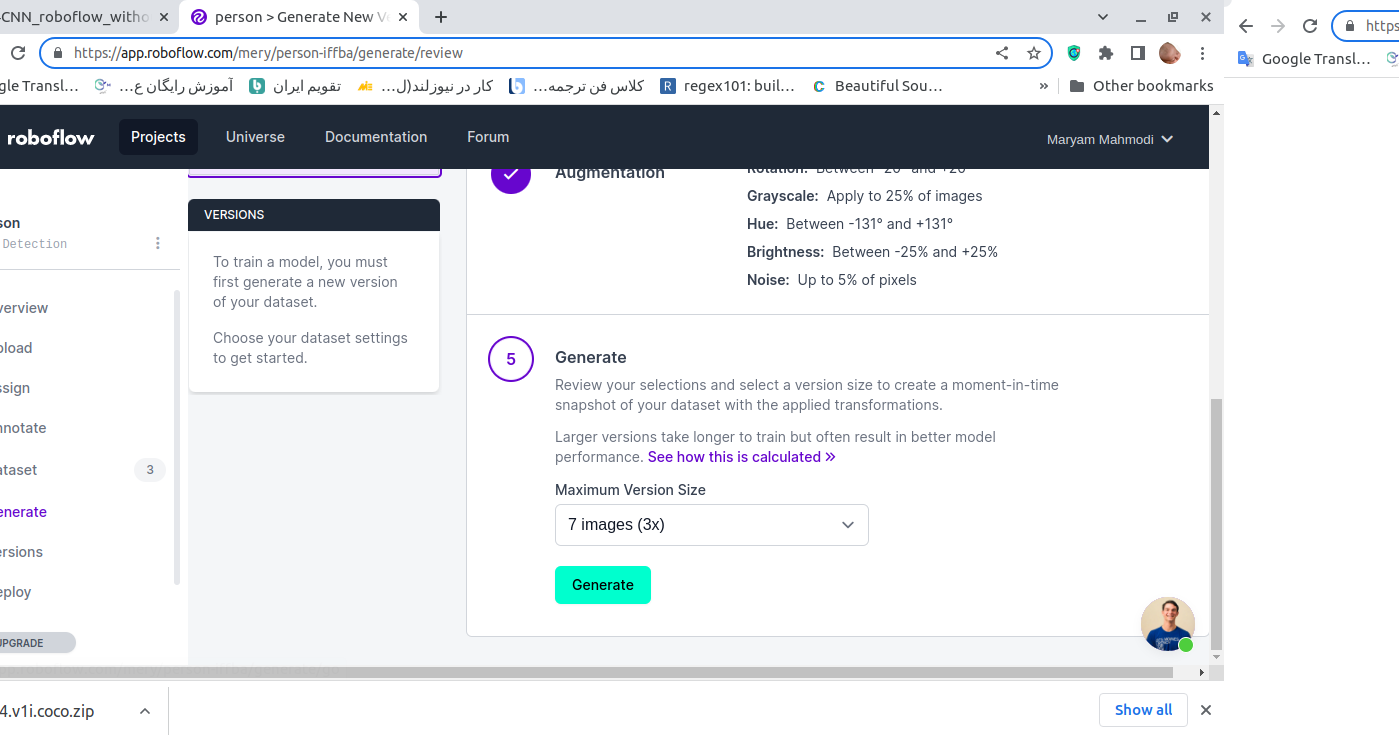 -CNN_roboflow_witho
person > Generate New Ve
https://app.roboflow.com/mery/person-iffba/generate/review
https
gle Transl...
آموزش رایگان ع...
تقویم ایران
کار در نیوزلند(ل...
کلاس فن ترجمه...
regex101: buil...
Beautiful Sou...
»
Other bookmarks
Google Transl...
roboflow
Projects
Universe
Documentation
Forum
Maryam Mahmodi
son
Detection
verview
pload
ssign
nnotate
ataset
3
enerate
ersions
eploy
UPGRADE
VERSIONS
To train a model, you must
first generate a new version
of your dataset.
Choose your dataset settings
to get started.
Augmentation
Rotation: Between -20° and +20°
Grayscale: Apply to 25% of images
Hue: Between -131° and +131°
Brightness: Between -25% and +25%
Noise: Up to 5% of pixels
5
Generate
Review your selections and select a version size to create a moment-in-time
snapshot of your dataset with the applied transformations.
Larger versions take longer to train but often result in better model
performance. See how this is calculated »
Maximum Version Size
7 images (3x)
Generate
4.v1i.coco.zip
Show all